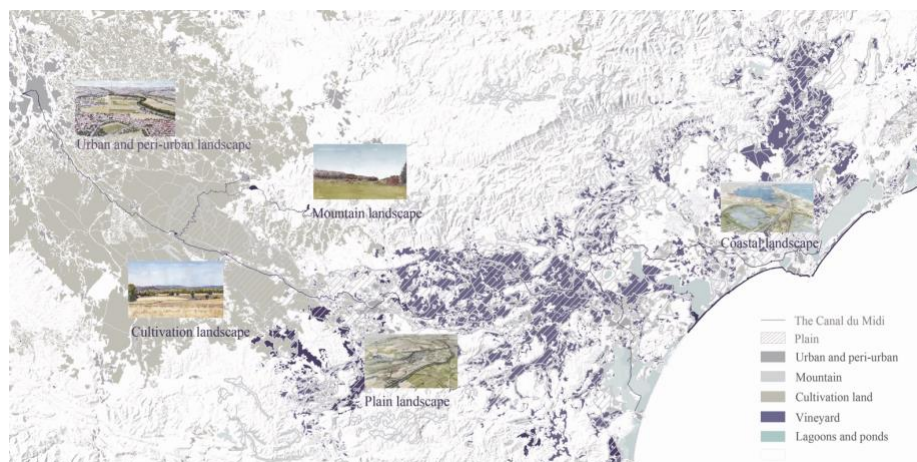 Urban and peri-urban landscape
Mountain landscape
Coastal landscape
Cultivation landscape
Plain landscape
The Canal du Midi
Plain
Urban and peri-urban
Mountain
Cultivation land
Vineyard
Lagoons and ponds